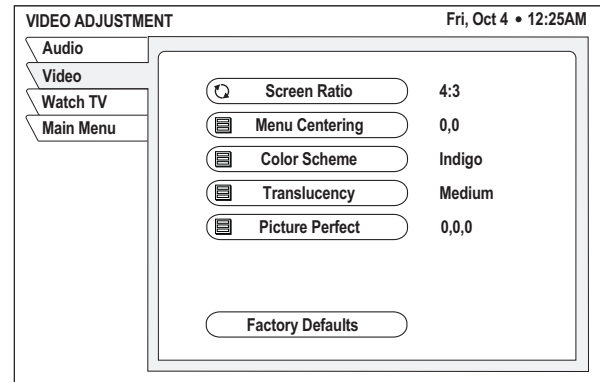 VIDEO ADJUSTMENT Fri, Oct 4 • 12:25AM
Audio
Video
Watch TV
Main Menu
Screen Ratio 4:3
Menu Centering 0,0
Color Scheme Indigo
Translucency Medium
Picture Perfect 0,0,0
Factory Defaults